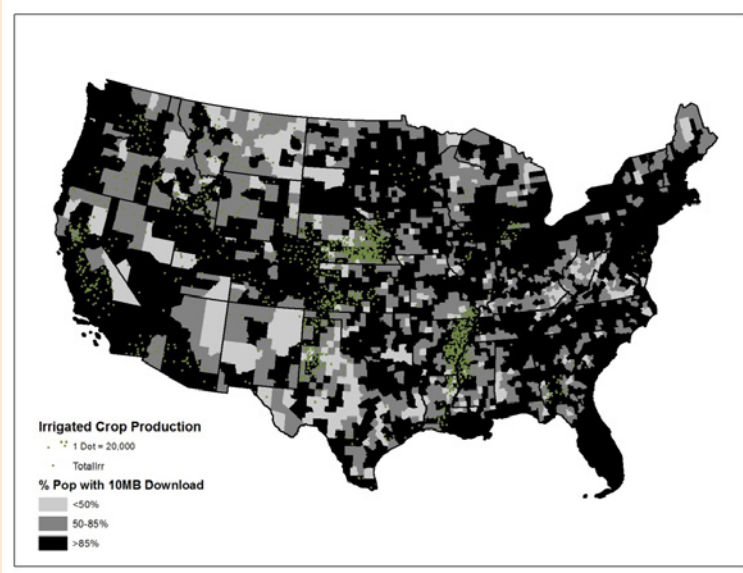 Irrigated Crop Production
1 Dot = 20,000
TotalIrr
% Pop with 10MB Download
<50%
50-85%
>85%